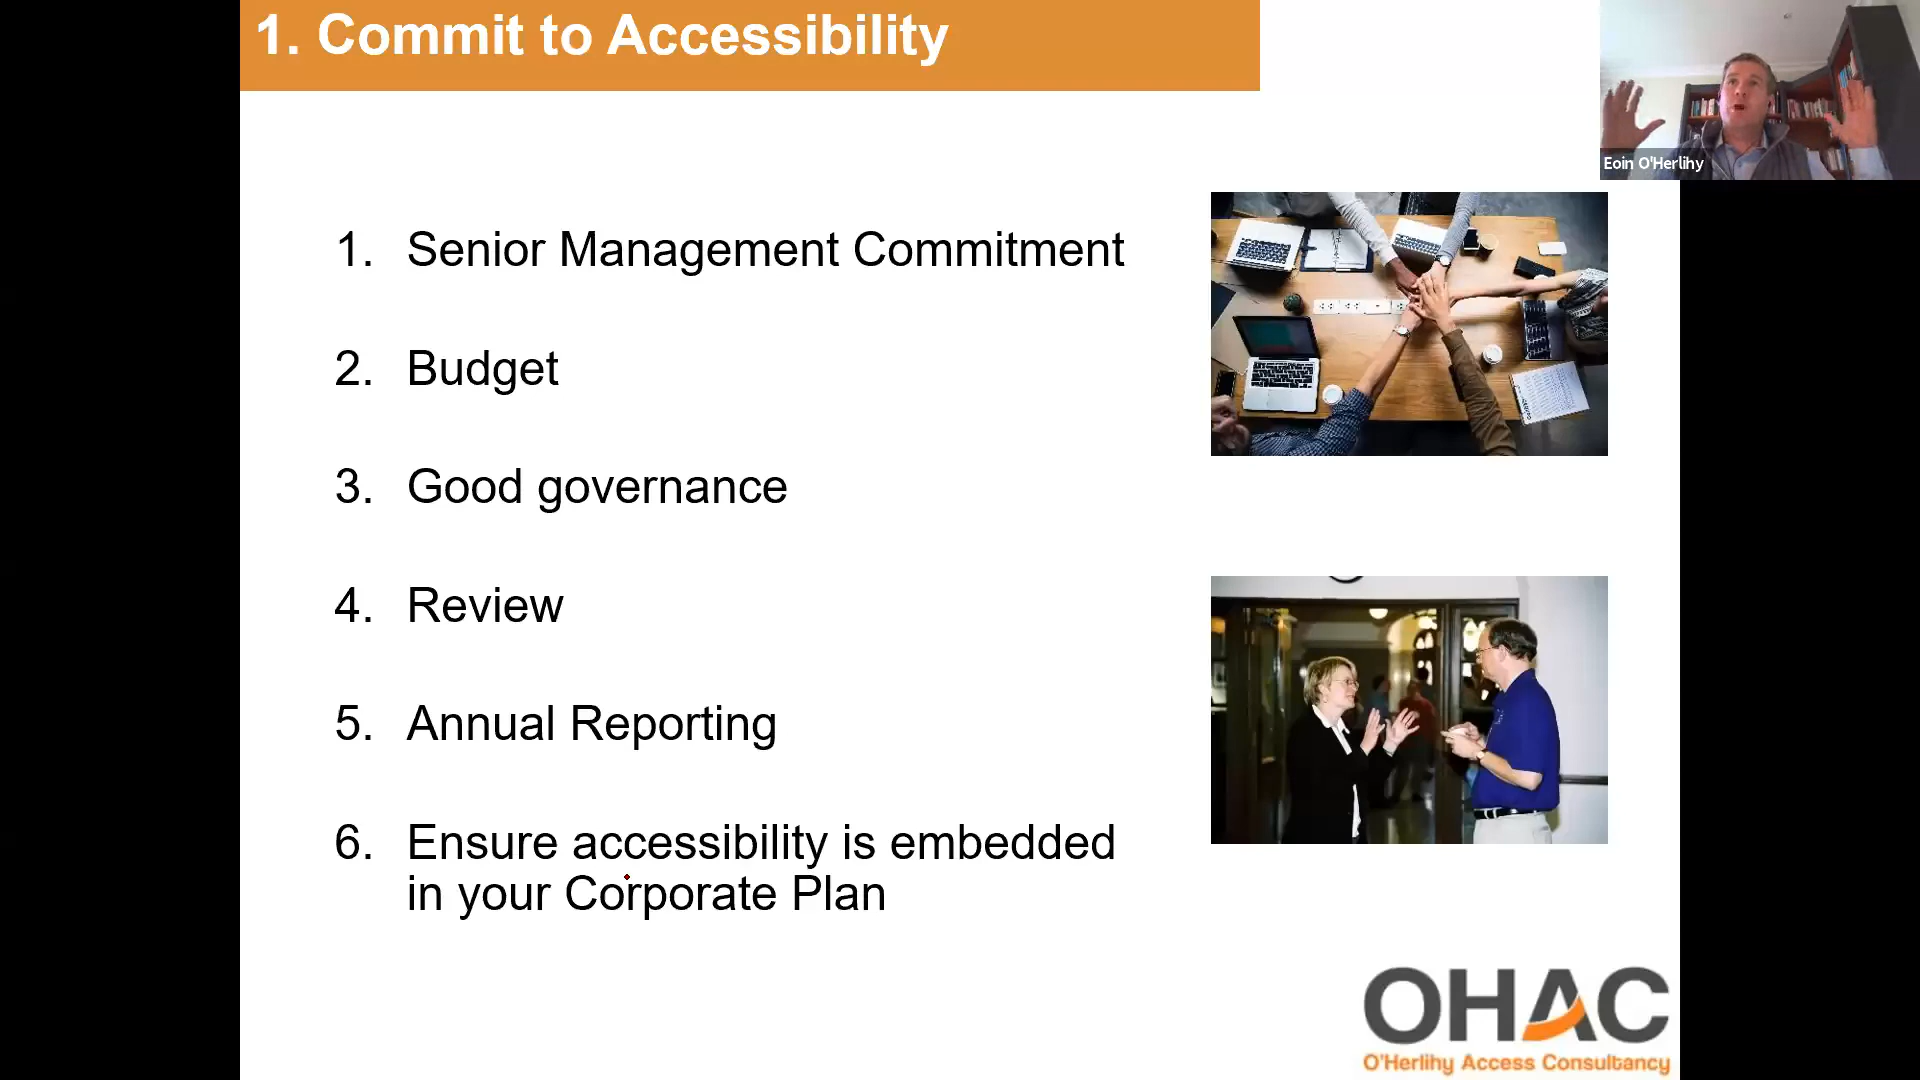 1. Commit to Accessibility
Eoin O'Herlihy
1. Senior Management Commitment
2. Budget
3. Good governance
4. Review
5. Annual Reporting
6. Ensure accessibility is embedded
in your Corporate Plan
OHAC
O'Herlihy Access Consultancy